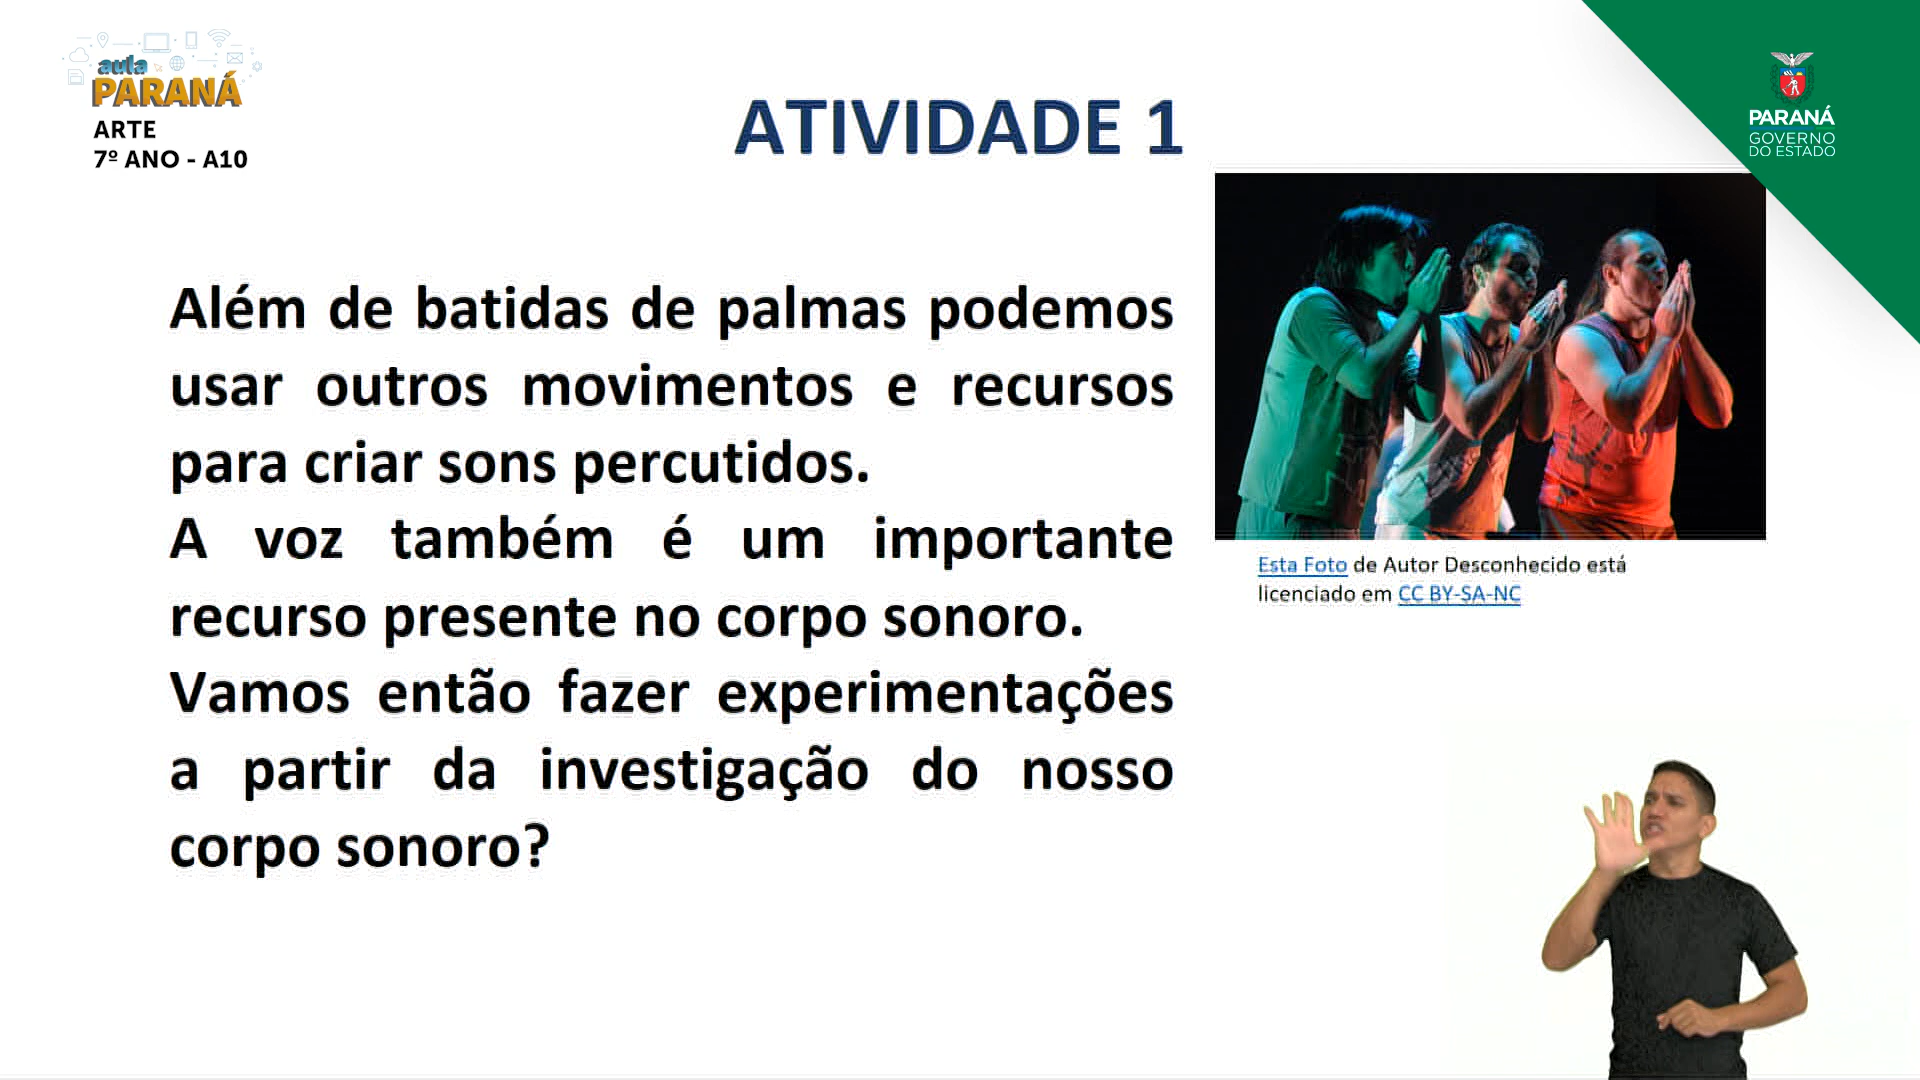 aula
PARANÁ
ARTE
7º ANO - A10
ATIVIDADE 1
PARANÁ
GOVERNO
DO ESTADO
Além de batidas de palmas podemos
usar outros movimentos e recursos
para criar sons percutidos.
A voz também é um importante
recurso presente no corpo sonoro.
Vamos então fazer experimentações
a partir da investigação do nosso
corpo sonoro?
Esta Foto de Autor Desconhecido está
licenciado em CC BY-SA-NC